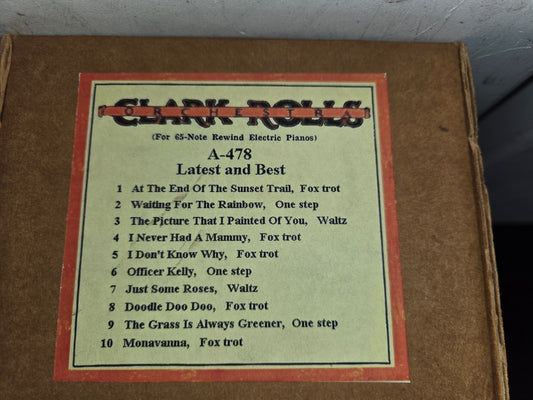 CLARK ROLLS
ORCHESTRA
(For 65-Note Rewind Electric Pianos)
A-478
Latest and Best
1 At The End Of The Sunset Trail, Fox trot
2 Waiting For The Rainbow, One step
3 The Picture That I Painted Of You, Waltz
4 I Never Had A Mammy, Fox trot
5 I Don't Know Why, Fox trot
6 Officer Kelly, One step
7 Just Some Roses, Waltz
8 Doodle Doo Doo, Fox trot
9 The Grass Is Always Greener, One step
10 Monavanna, Fox trot